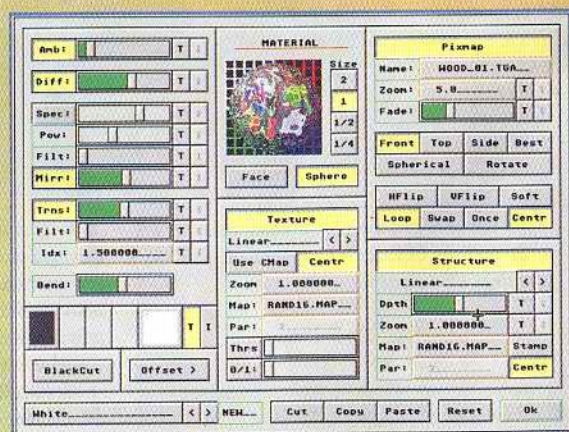 Amb: T I
Diff: T I
Spec: T I
Pow: T I
Filt: T I
Mirr: T I
Trns: T I
Filt: T I
Idx: 1.500000 T I
Bend: T I
T I
BlackCut Offset >
MATERIAL
Size
2
1
1/2
1/4
Face Sphero
Texture
Linear < >
Use CMap Centr
Zoom 1.000000
Map: RAND16.MAP
Par: 2
Thrs
0/1:
Pixmap
Name: WOOD_01.TGA
Zoom: 5.0 T I
Fade: T I
Front Top Side Best
Spherical Rotate
HFlip VFlip Soft
Loop Swap Once Centr
Structure
Linear < >
Dpth T I
Zoom 1.000000 T I
Map: RAND16.MAP Stamp
Par: 2 Centr
White < > NEW Cut Copy Paste Reset Ok